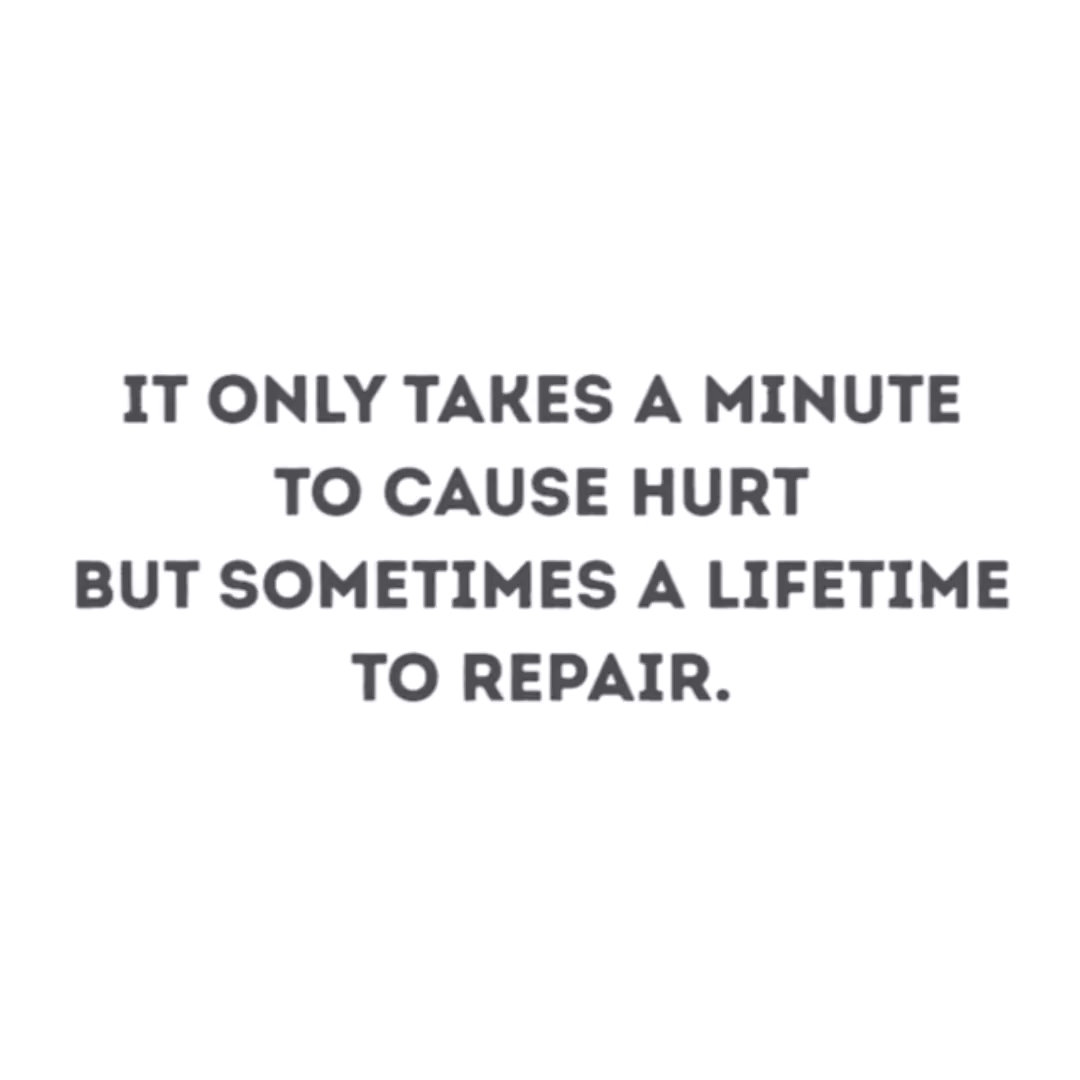 IT ONLY TAKES A MINUTE
TO CAUSE HURT
BUT SOMETIMES A LIFETIME
TO REPAIR.